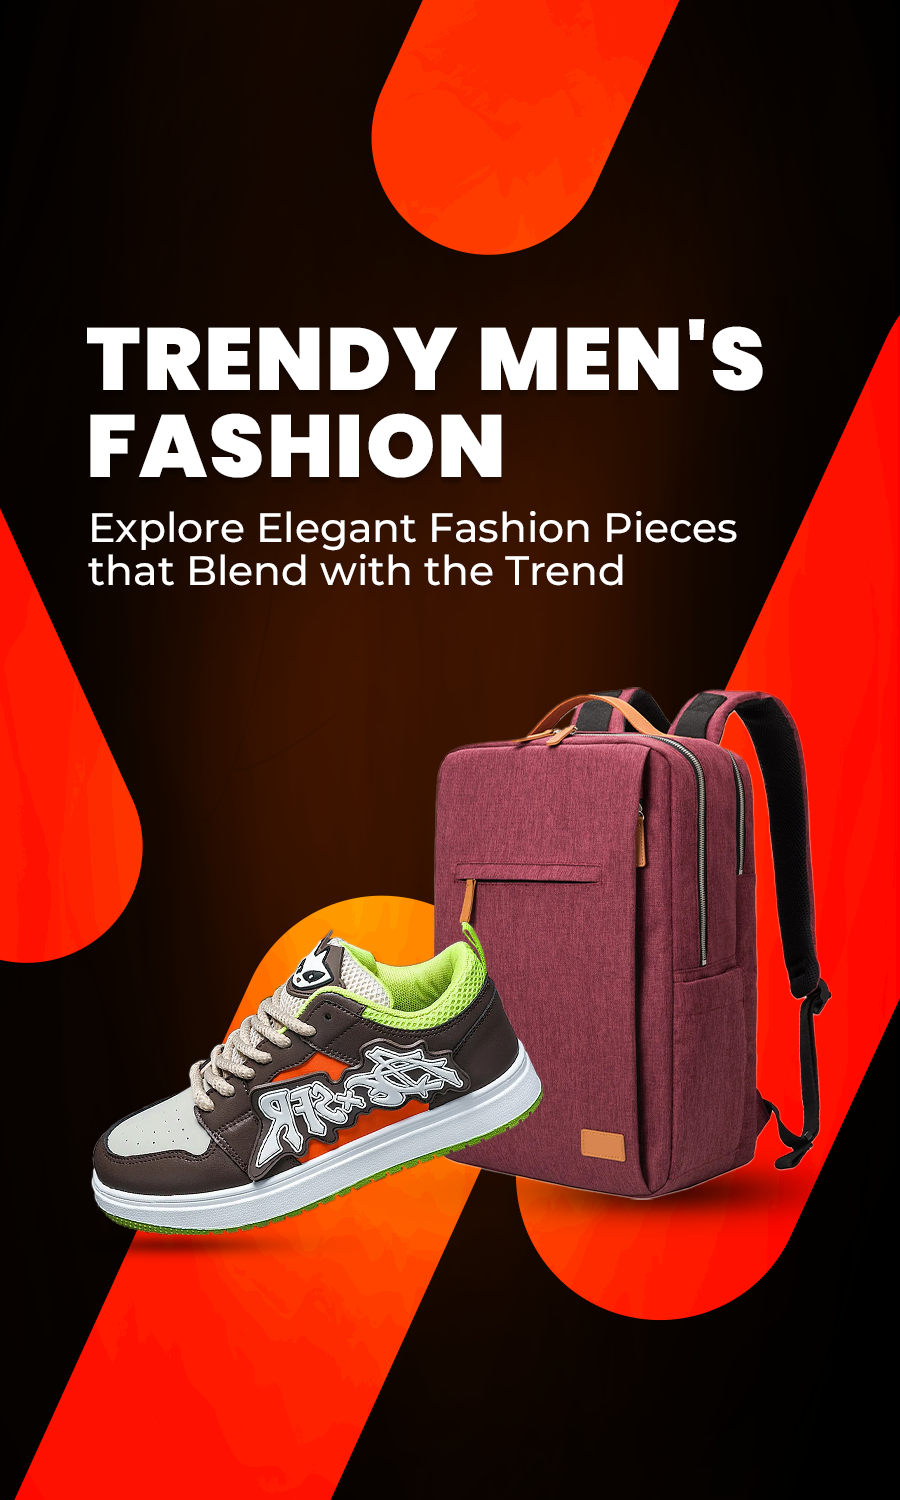 TRENDY MEN'S
FASHION
Explore Elegant Fashion Pieces
that Blend with the Trend